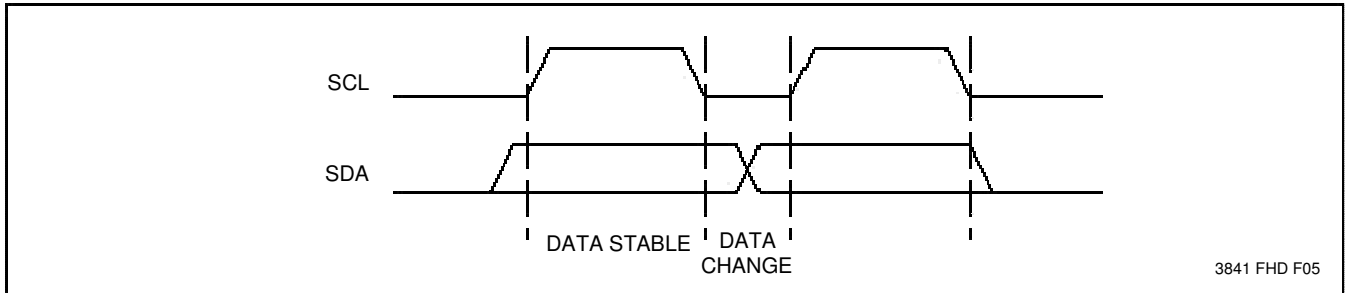 SCL
SDA
DATA STABLE
DATA
CHANGE
3841 FHD F05